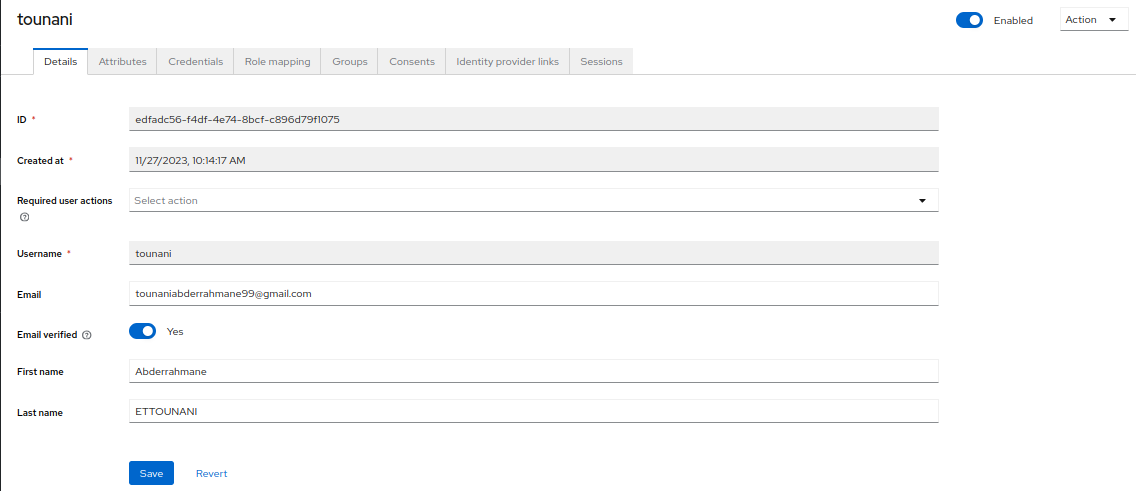 tounani
Enabled
Action
Details Attributes Credentials Role mapping Groups Consents Identity provider links Sessions
ID * edfadc56-f4df-4e74-8bcf-c896d79f1075
Created at * 11/27/2023, 10:14:17 AM
Required user actions Select action
Username * tounani
Email tounaniabderrahmane99@gmail.com
Email verified Yes
First name Abderrahmane
Last name ETTOUNANI
Save Revert